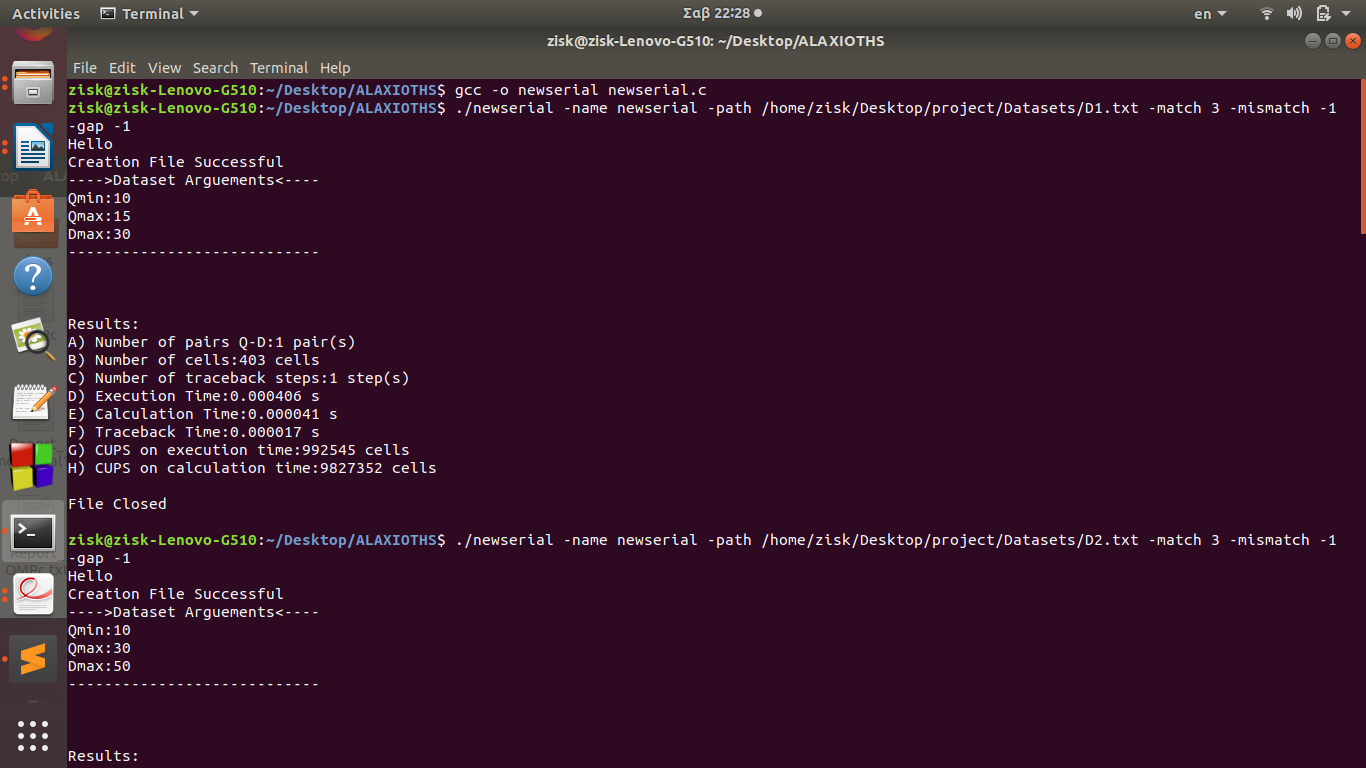 Activities Terminal Σαβ 22:28 en
zisk@zisk-Lenovo-G510: ~/Desktop/ALAXIOTHS
File Edit View Search Terminal Help
zisk@zisk-Lenovo-G510:~/Desktop/ALAXIOTHS$ gcc -o newserial newserial.c
zisk@zisk-Lenovo-G510:~/Desktop/ALAXIOTHS$ ./newserial -name newserial -path /home/zisk/Desktop/project/Datasets/D1.txt -match 3 -mismatch -1
-gap -1
Hello
Creation File Successful
---->Dataset Arguements<----
Qmin:10
Qmax:15
Dmax:30
----------------------------
Results:
A) Number of pairs Q-D:1 pair(s)
B) Number of cells:403 cells
C) Number of traceback steps:1 step(s)
D) Execution Time:0.000406 s
E) Calculation Time:0.000041 s
F) Traceback Time:0.000017 s
G) CUPS on execution time:992545 cells
H) CUPS on calculation time:9827352 cells
File Closed
zisk@zisk-Lenovo-G510:~/Desktop/ALAXIOTHS$ ./newserial -name newserial -path /home/zisk/Desktop/project/Datasets/D2.txt -match 3 -mismatch -1
-gap -1
Hello
Creation File Successful
---->Dataset Arguements<----
Qmin:10
Qmax:30
Dmax:50
----------------------------
Results: